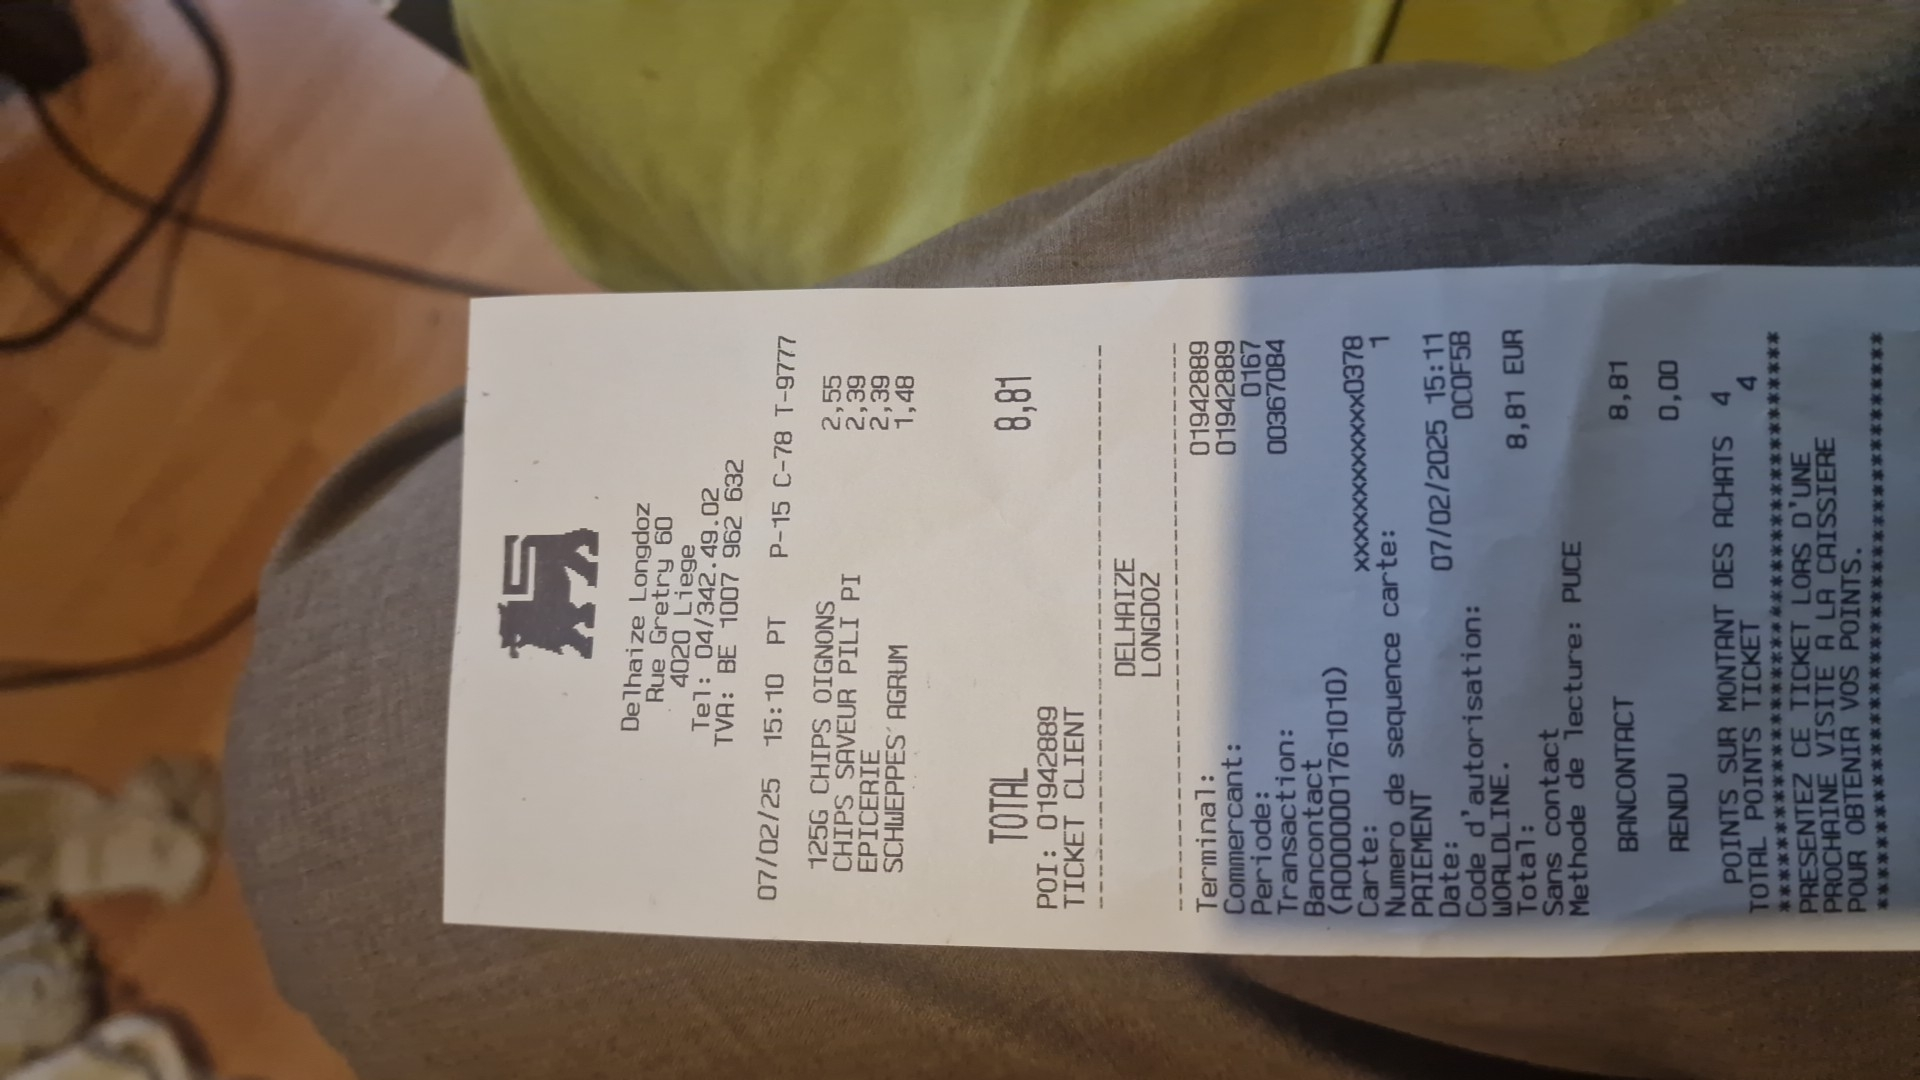 Delhaize Longdoz
Rue Gretry 60
4020 Liege
Tel: 04/342.49.02
TVA: BE 1007 962 632
07/02/25 15:10 PT P-15 C-78 T-9777
125G CHIPS OIGNONS 2,55
CHIPS SAVEUR PILI PI 2,39
EPICERIE 2,39
SCHWEPPES AGRUM 1,48
TOTAL 8,81
POI: 01942889
TICKET CLIENT
--------------------------------
DELHAIZE
LONGDOZ
--------------------------------
Terminal: 01942889
Commercant: 01942889
Periode: 0167
Transaction: 00367084
Bancontact
(A0000001761010)
Carte: xxxxxxxxxxxxx0378
Numero de sequence carte: 1
PAIEMENT
Date: 07/02/2025 15:11
Code d'autorisation: 0C0F5B
WORLDLINE.
Total: 8,81 EUR
Sans contact
Methode de lecture: PUCE
BANCONTACT 8,81
RENDU 0,00
POINTS SUR MONTANT DES ACHATS 4
TOTAL POINTS TICKET 4
****************************************
PRESENTEZ CE TICKET LORS D'UNE
PROCHAINE VISITE A LA CAISSIERE
POUR OBTENIR VOS POINTS.
****************************************